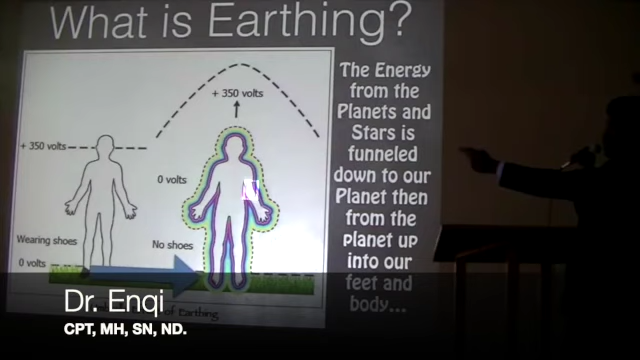 What is Earthing?
+ 350 volts
+ 350 volts
0 volts
Wearing shoes
No shoes
0 volts
of Earthing
The Energy
from the
Planets and
Stars is
funneled
down to our
Planet then
from the
planet up
into our
feet and
body...
Dr. Enqi
CPT, MH, SN, ND.